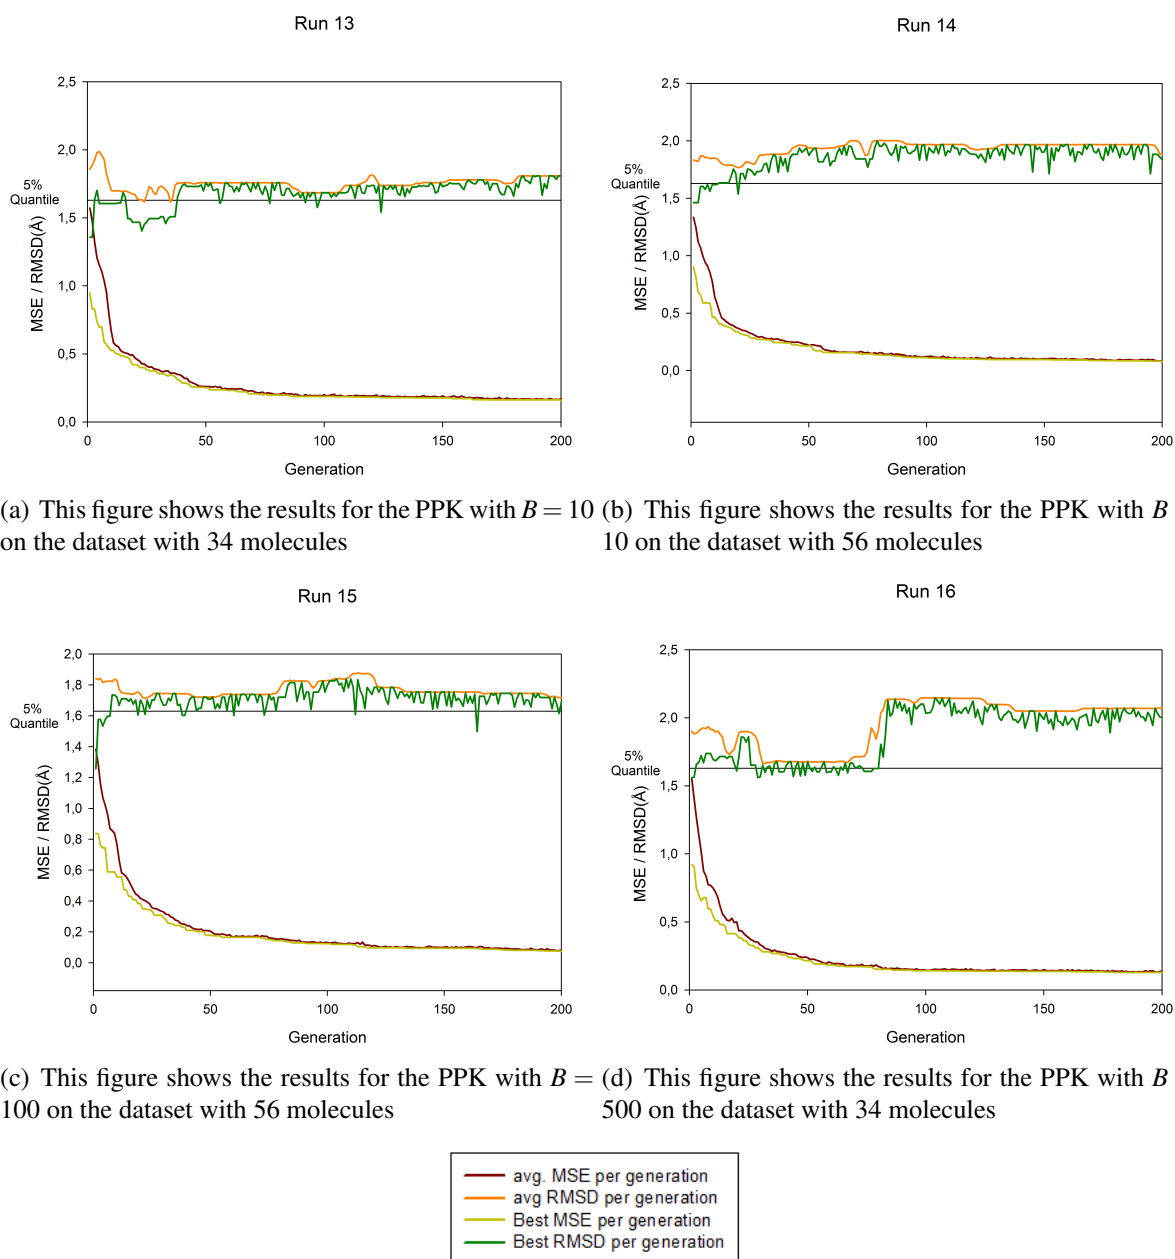 Run 13
2,5
2,0
5%
Quantile
1,5
1,0
0,5
0,0
MSE / RMSD(Å)
0
50
100
150
200
Generation
Run 14
2,5
2,0
5%
Quantile
1,5
1,0
0,5
0,0
MSE / RMSD(Å)
0
50
100
150
200
Generation
(a) This figure shows the results for the PPK with B = 10
on the dataset with 34 molecules
(b) This figure shows the results for the PPK with B
10 on the dataset with 56 molecules
Run 15
2,0
1,8
5%
Quantile
1,6
1,4
1,2
1,0
0,8
0,6
0,4
0,2
0,0
MSE / RMSD(Å)
0
50
100
150
200
Generation
Run 16
2,5
2,0
5%
Quantile
1,5
1,0
0,5
0,0
MSE / RMSD(Å)
0
50
100
150
200
Generation
(c) This figure shows the results for the PPK with B =
100 on the dataset with 56 molecules
(d) This figure shows the results for the PPK with B
500 on the dataset with 34 molecules
avg. MSE per generation
avg RMSD per generation
Best MSE per generation
Best RMSD per generation